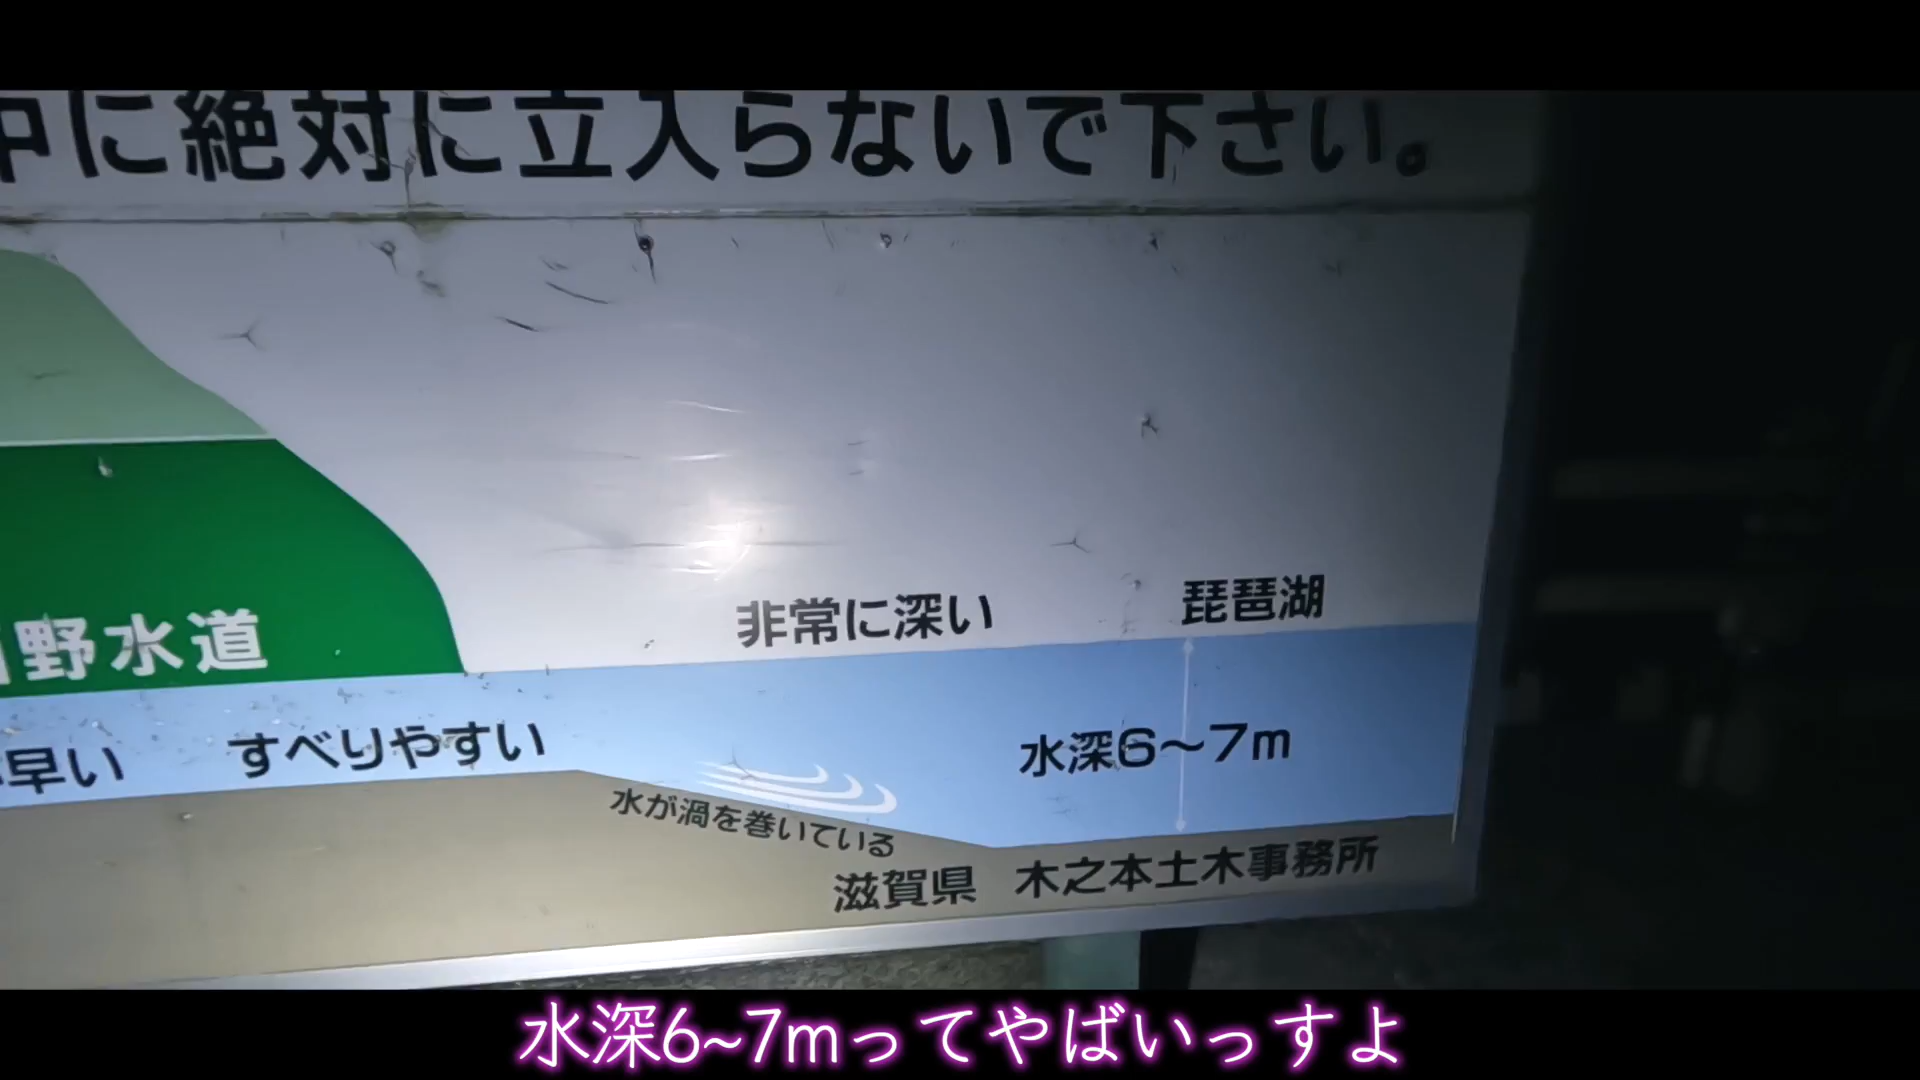 中に絶対に立入らないで下さい。
非常に深い
琵琶湖
野水道
早い
すべりやすい
水深6〜7m
水が渦を巻いている
滋賀県 木之本土木事務所
水深6~7mってやばいっすよ